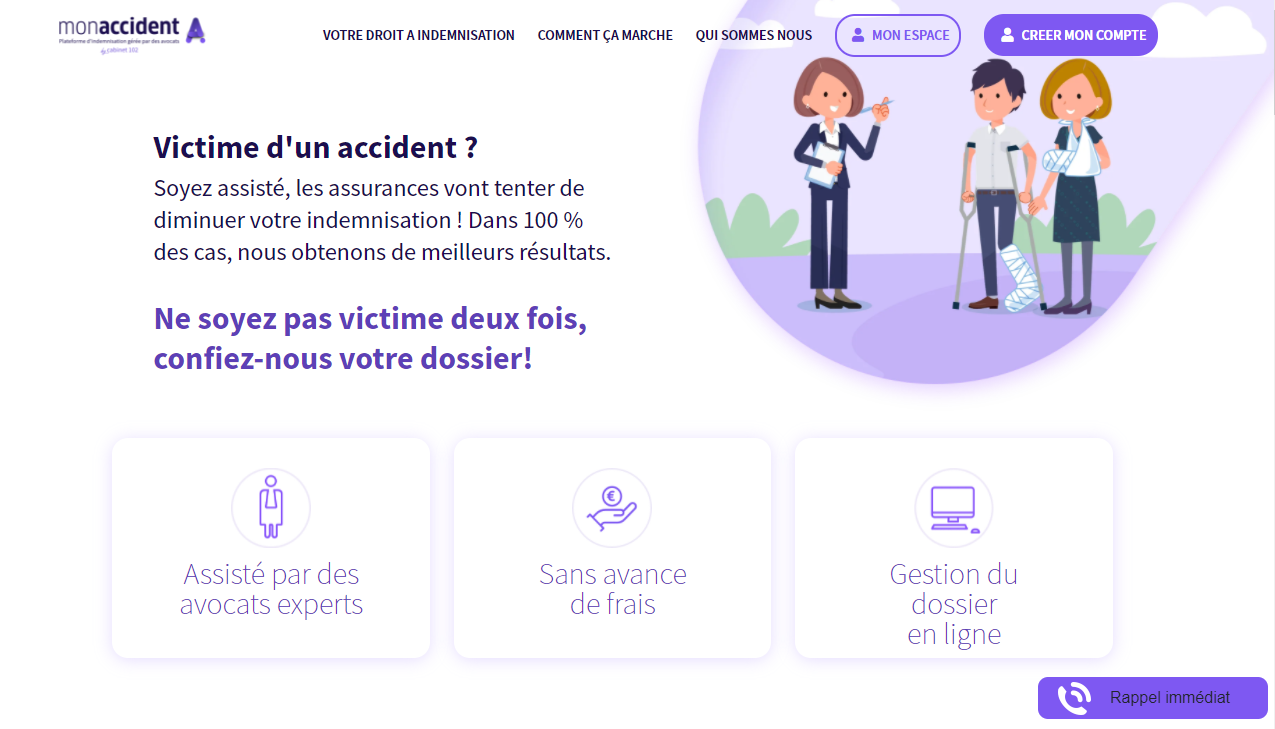 monaccident
Plateforme d'Indemnisation gérée par des avocats
by cabinet 102
VOTRE DROIT A INDEMNISATION
COMMENT ÇA MARCHE
QUI SOMMES NOUS
MON ESPACE
CREER MON COMPTE
Victime d'un accident ?
Soyez assisté, les assurances vont tenter de
diminuer votre indemnisation ! Dans 100 %
des cas, nous obtenons de meilleurs résultats.
Ne soyez pas victime deux fois,
confiez-nous votre dossier!
Assisté par des
avocats experts
Sans avance
de frais
Gestion du
dossier
en ligne
Rappel immédiat